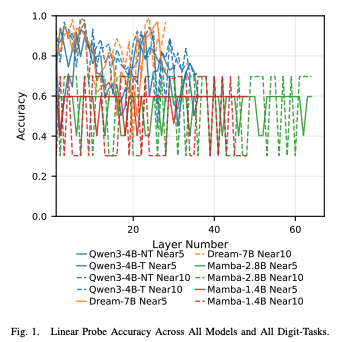 1.0
0.8
0.6
0.4
0.2
0.0
Accuracy
20 40 60
Layer Number
Qwen3-4B-NT Near5 Dream-7B Near10
Qwen3-4B-T Near5 Mamba-2.8B Near5
Qwen3-4B-NT Near10 Mamba-2.8B Near10
Qwen3-4B-T Near10 Mamba-1.4B Near5
Dream-7B Near5 Mamba-1.4B Near10
Fig. 1. Linear Probe Accuracy Across All Models and All Digit-Tasks.